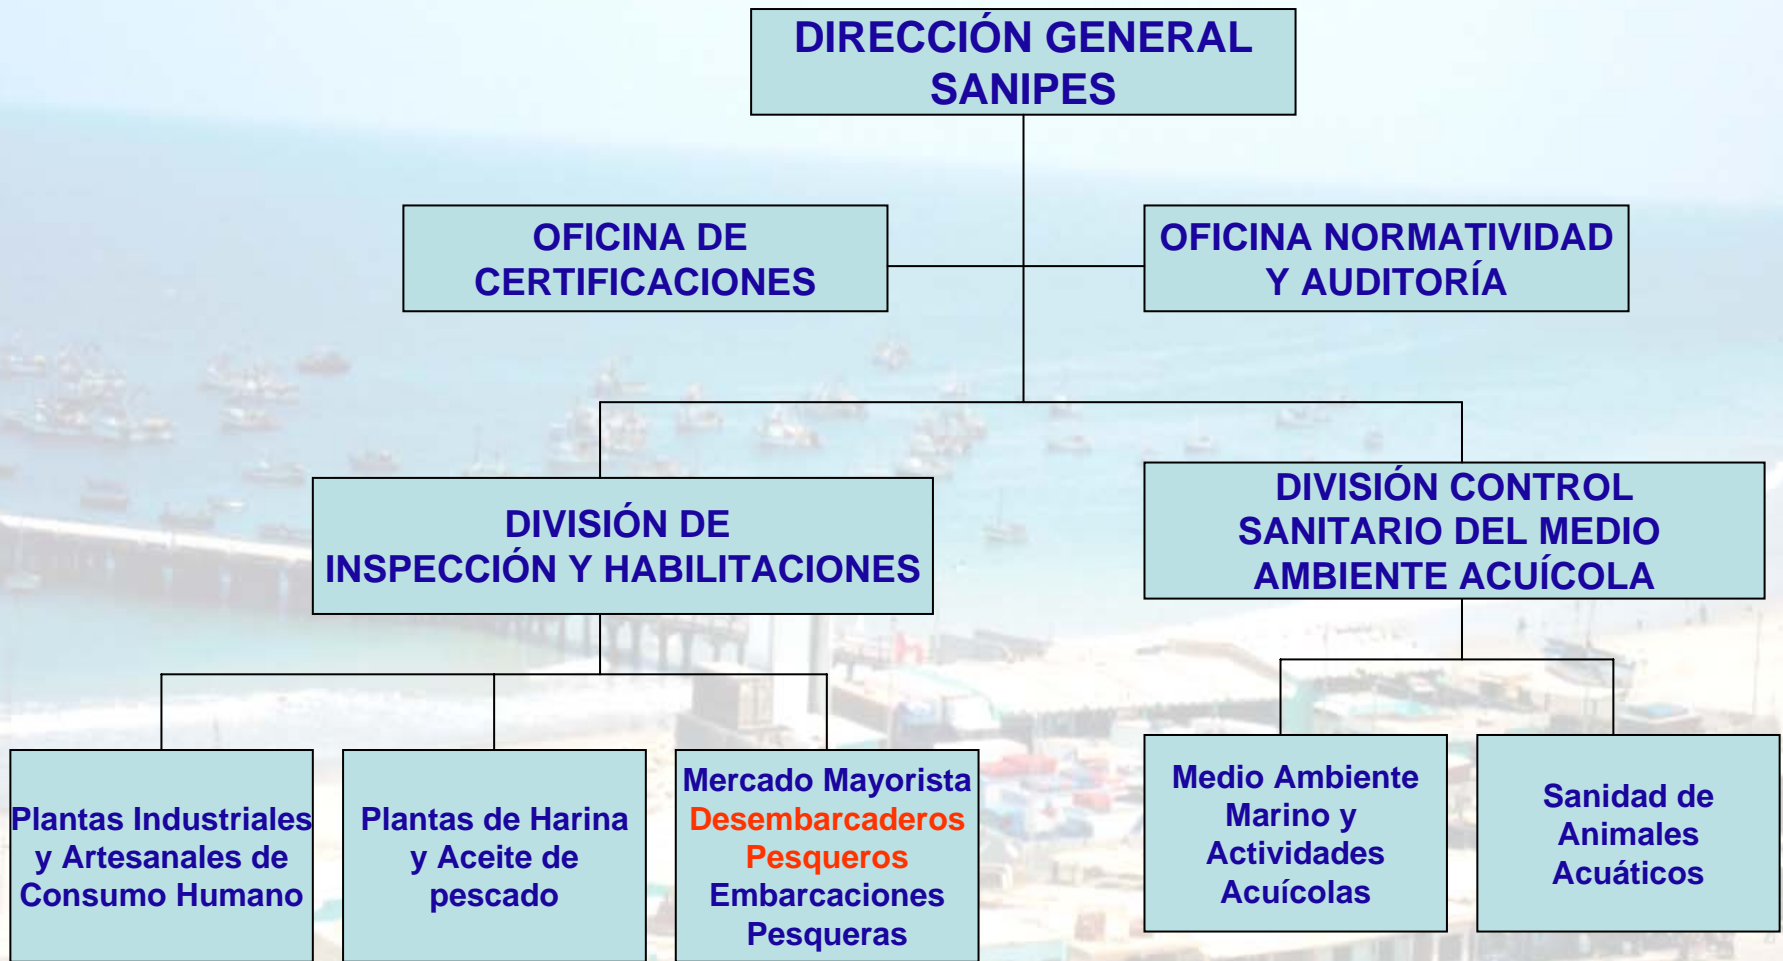 DIRECCIÓN GENERAL
SANIPES
OFICINA DE
CERTIFICACIONES
OFICINA NORMATIVIDAD
Y AUDITORÍA
DIVISIÓN DE
INSPECCIÓN Y HABILITACIONES
DIVISIÓN CONTROL
SANITARIO DEL MEDIO
AMBIENTE ACUÍCOLA
Plantas Industriales
y Artesanales de
Consumo Humano
Plantas de Harina
y Aceite de
pescado
Mercado Mayorista
Desembarcaderos
Pesqueros
Embarcaciones
Pesqueras
Medio Ambiente
Marino y
Actividades
Acuícolas
Sanidad de
Animales
Acuáticos